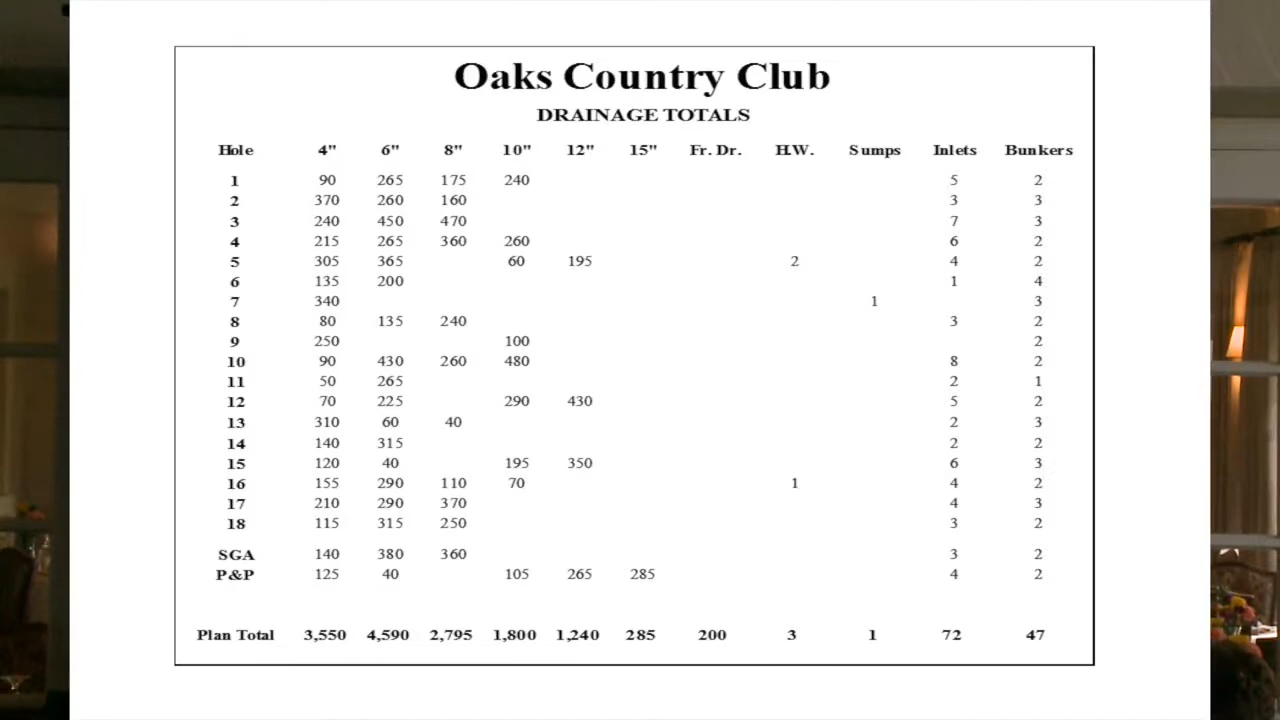 Oaks Country Club
DRAINAGE TOTALS
Hole 4" 6" 8" 10" 12" 15" Fr. Dr. H.W. Sumps Inlets Bunkers
1 90 265 175 240 5 2
2 370 260 160 3 3
3 240 450 470 7 3
4 215 265 360 260 6 2
5 305 365 60 195 2 4 2
6 135 200 1 4
7 340 1 3
8 80 135 240 3 2
9 250 100 2
10 90 430 260 480 8 2
11 50 265 2 1
12 70 225 290 430 5 2
13 310 60 40 2 3
14 140 315 2 2
15 120 40 195 350 6 3
16 155 290 110 70 1 4 2
17 210 290 370 4 3
18 115 315 250 3 2
SGA 140 380 360 3 2
P&P 125 40 105 265 285 4 2
Plan Total 3,550 4,590 2,795 1,800 1,240 285 200 3 1 72 47